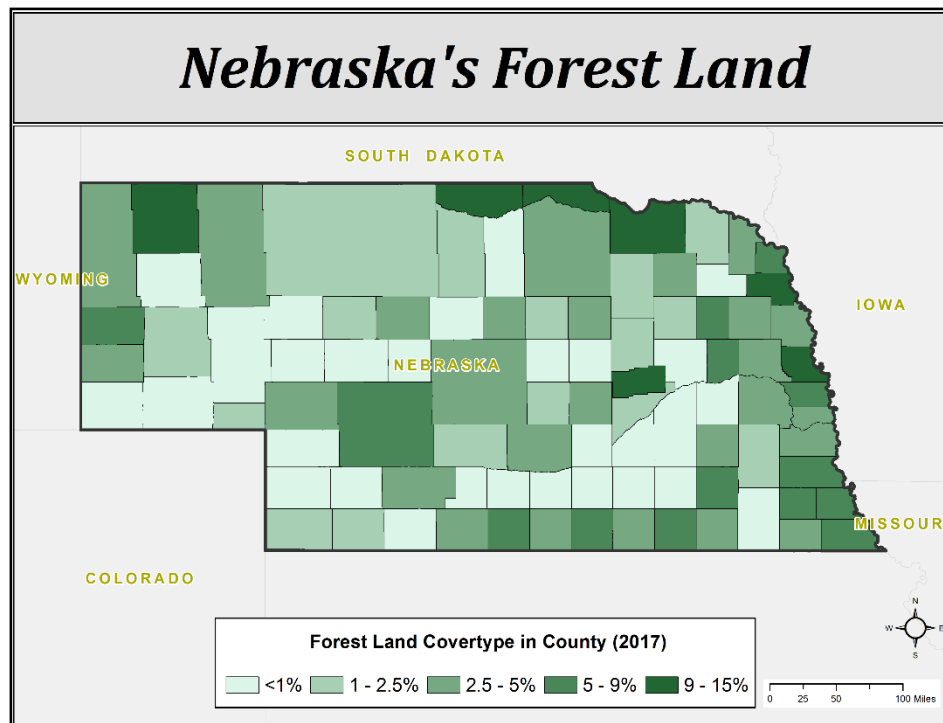 Nebraska's Forest Land
SOUTH DAKOTA
WYOMING
IOWA
NEBRASKA
MISSOUR
COLORADO
Forest Land Covertype in County (2017)
<1% 1 - 2.5% 2.5 - 5% 5 - 9% 9 - 15%
N
W E
S
0 25 50 100 Miles